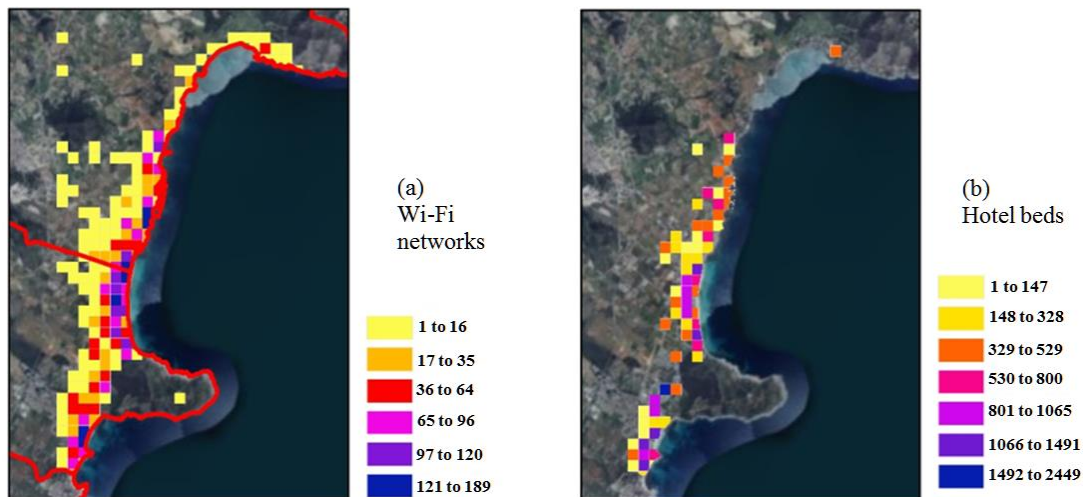 (a)
Wi-Fi
networks
1 to 16
17 to 35
36 to 64
65 to 96
97 to 120
121 to 189
(b)
Hotel beds
1 to 147
148 to 328
329 to 529
530 to 800
801 to 1065
1066 to 1491
1492 to 2449